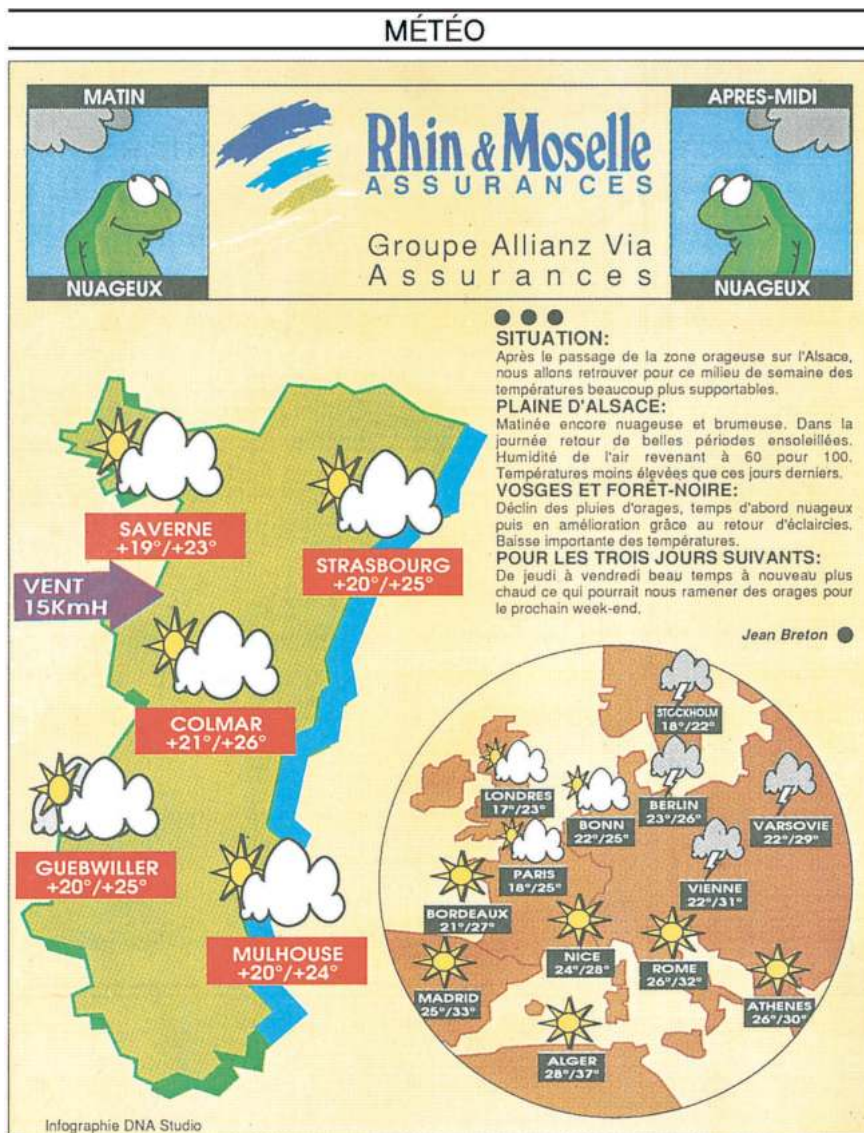 MÉTÉO
MATIN
NUAGEUX
Rhin & Moselle
ASSURANCES
Groupe Allianz Via
Assurances
APRES-MIDI
NUAGEUX
SITUATION:
Après le passage de la zone orageuse sur l'Alsace,
nous allons retrouver pour ce milieu de semaine des
températures beaucoup plus supportables.
PLAINE D'ALSACE:
Matinée encore nuageuse et brumeuse. Dans la
journée retour de belles périodes ensoleillées.
Humidité de l'air revenant à 60 pour 100.
Températures moins élevées que ces jours derniers.
VOSGES ET FORÊT-NOIRE:
Déclin des pluies d'orages, temps d'abord nuageux
puis en amélioration grâce au retour d'éclaircies.
Baisse importante des températures.
POUR LES TROIS JOURS SUIVANTS:
De jeudi à vendredi beau temps à nouveau plus
chaud ce qui pourrait nous ramener des orages pour
le prochain week-end.
Jean Breton
SAVERNE
+19°/+23°
STRASBOURG
+20°/+25°
VENT
15KmH
COLMAR
+21°/+26°
GUEBWILLER
+20°/+25°
MULHOUSE
+20°/+24°
STOCKHOLM
18°/22°
LONDRES
17°/23°
BONN
22°/25°
BERLIN
23°/26°
VARSOVIE
22°/29°
PARIS
18°/25°
VIENNE
22°/31°
BORDEAUX
21°/27°
NICE
24°/28°
ROME
26°/32°
MADRID
25°/33°
ATHENES
26°/30°
ALGER
28°/37°
Infographie DNA Studio